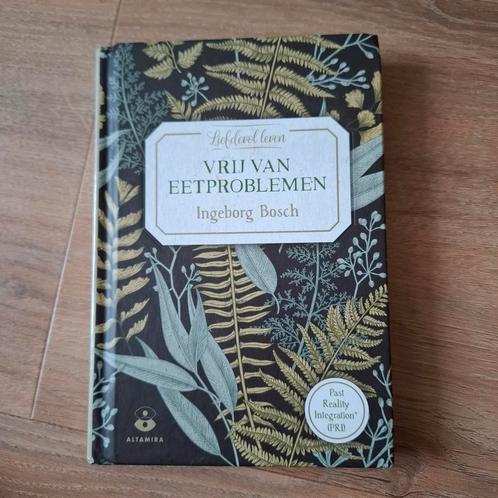 Liefdevol leven
VRIJ VAN
EETPROBLEMEN
Ingeborg Bosch
Past
Reality
Integration®
(PRI)
ALTAMIRA